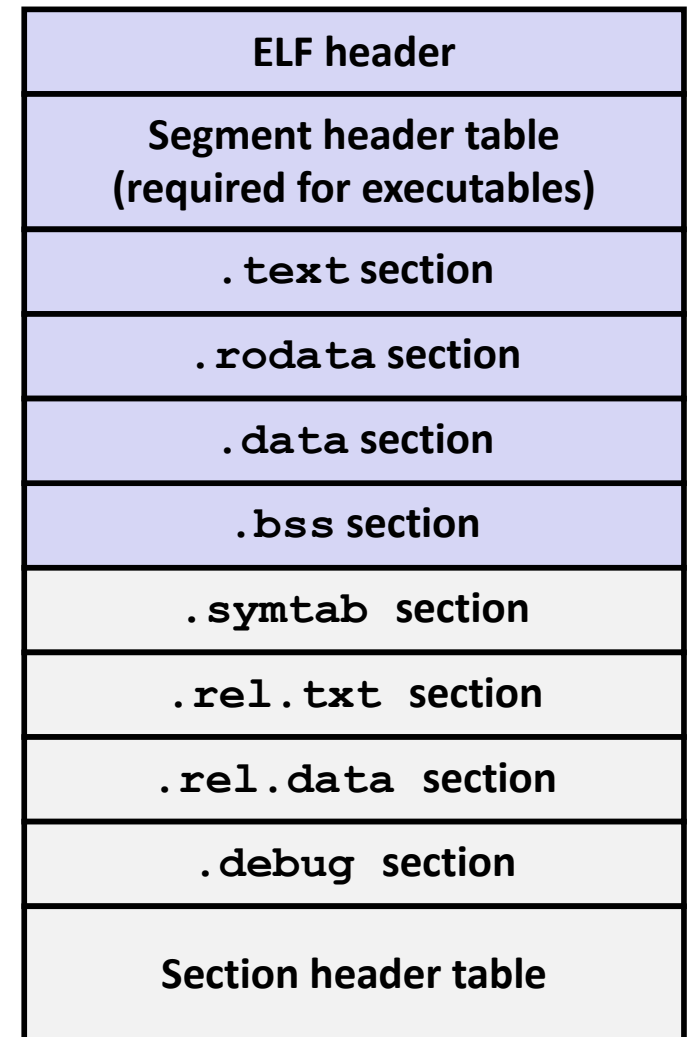 ELF header
Segment header table
(required for executables)
.text section
.rodata section
.data section
.bss section
.symtab section
.rel.txt section
.rel.data section
.debug section
Section header table